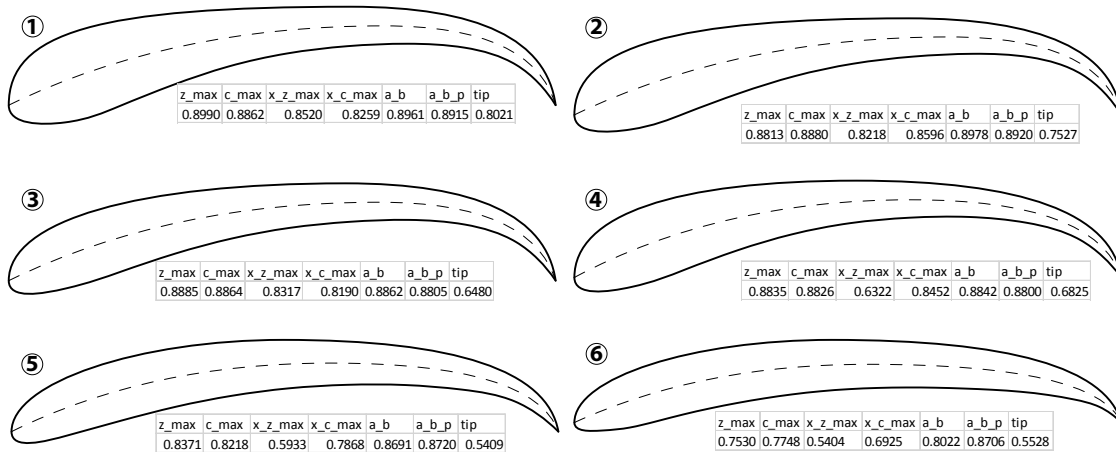 ①
z_max c_max x_z_max x_c_max a_b a_b_p tip
0.8990 0.8862 0.8520 0.8259 0.8961 0.8915 0.8021
②
z_max c_max x_z_max x_c_max a_b a_b_p tip
0.8813 0.8880 0.8218 0.8596 0.8978 0.8920 0.7527
③
z_max c_max x_z_max x_c_max a_b a_b_p tip
0.8885 0.8864 0.8317 0.8190 0.8862 0.8805 0.6480
④
z_max c_max x_z_max x_c_max a_b a_b_p tip
0.8835 0.8826 0.6322 0.8452 0.8842 0.8800 0.6825
⑤
z_max c_max x_z_max x_c_max a_b a_b_p tip
0.8371 0.8218 0.5933 0.7868 0.8691 0.8720 0.5409
⑥
z_max c_max x_z_max x_c_max a_b a_b_p tip
0.7530 0.7748 0.5404 0.6925 0.8022 0.8706 0.5528